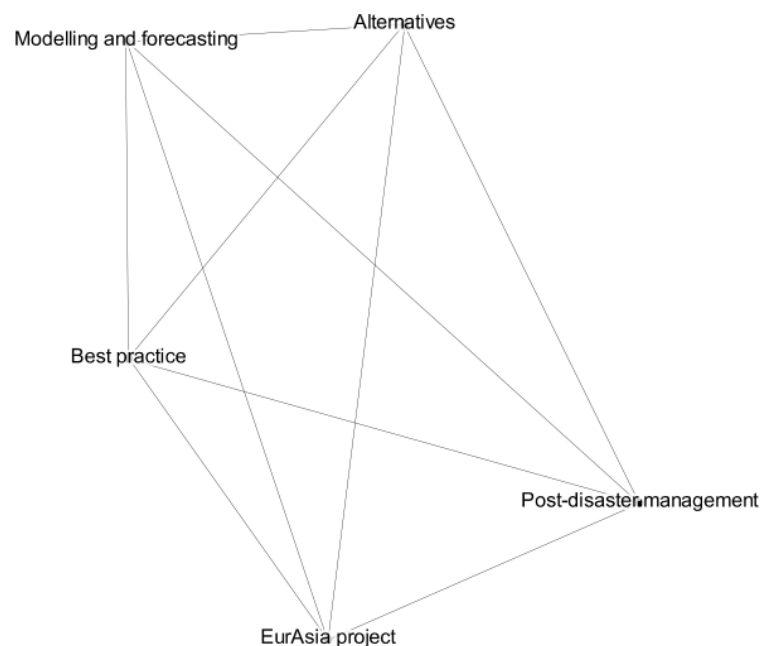 Alternatives
Modelling and forecasting
Best practice
Post-disaster management
EurAsia project